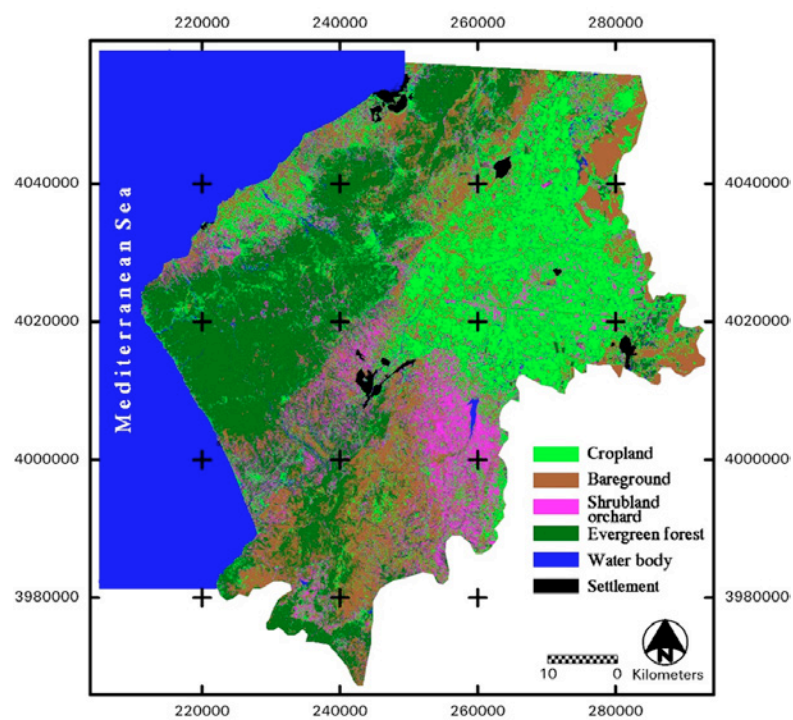 220000 240000 260000 280000
4040000 4040000
4020000 4020000
4000000 4000000
3980000 3980000
Mediterranean Sea
Cropland
Bareground
Shrubland
orchard
Evergreen forest
Water body
Settlement
N
10 0 Kilometers
220000 240000 260000 280000